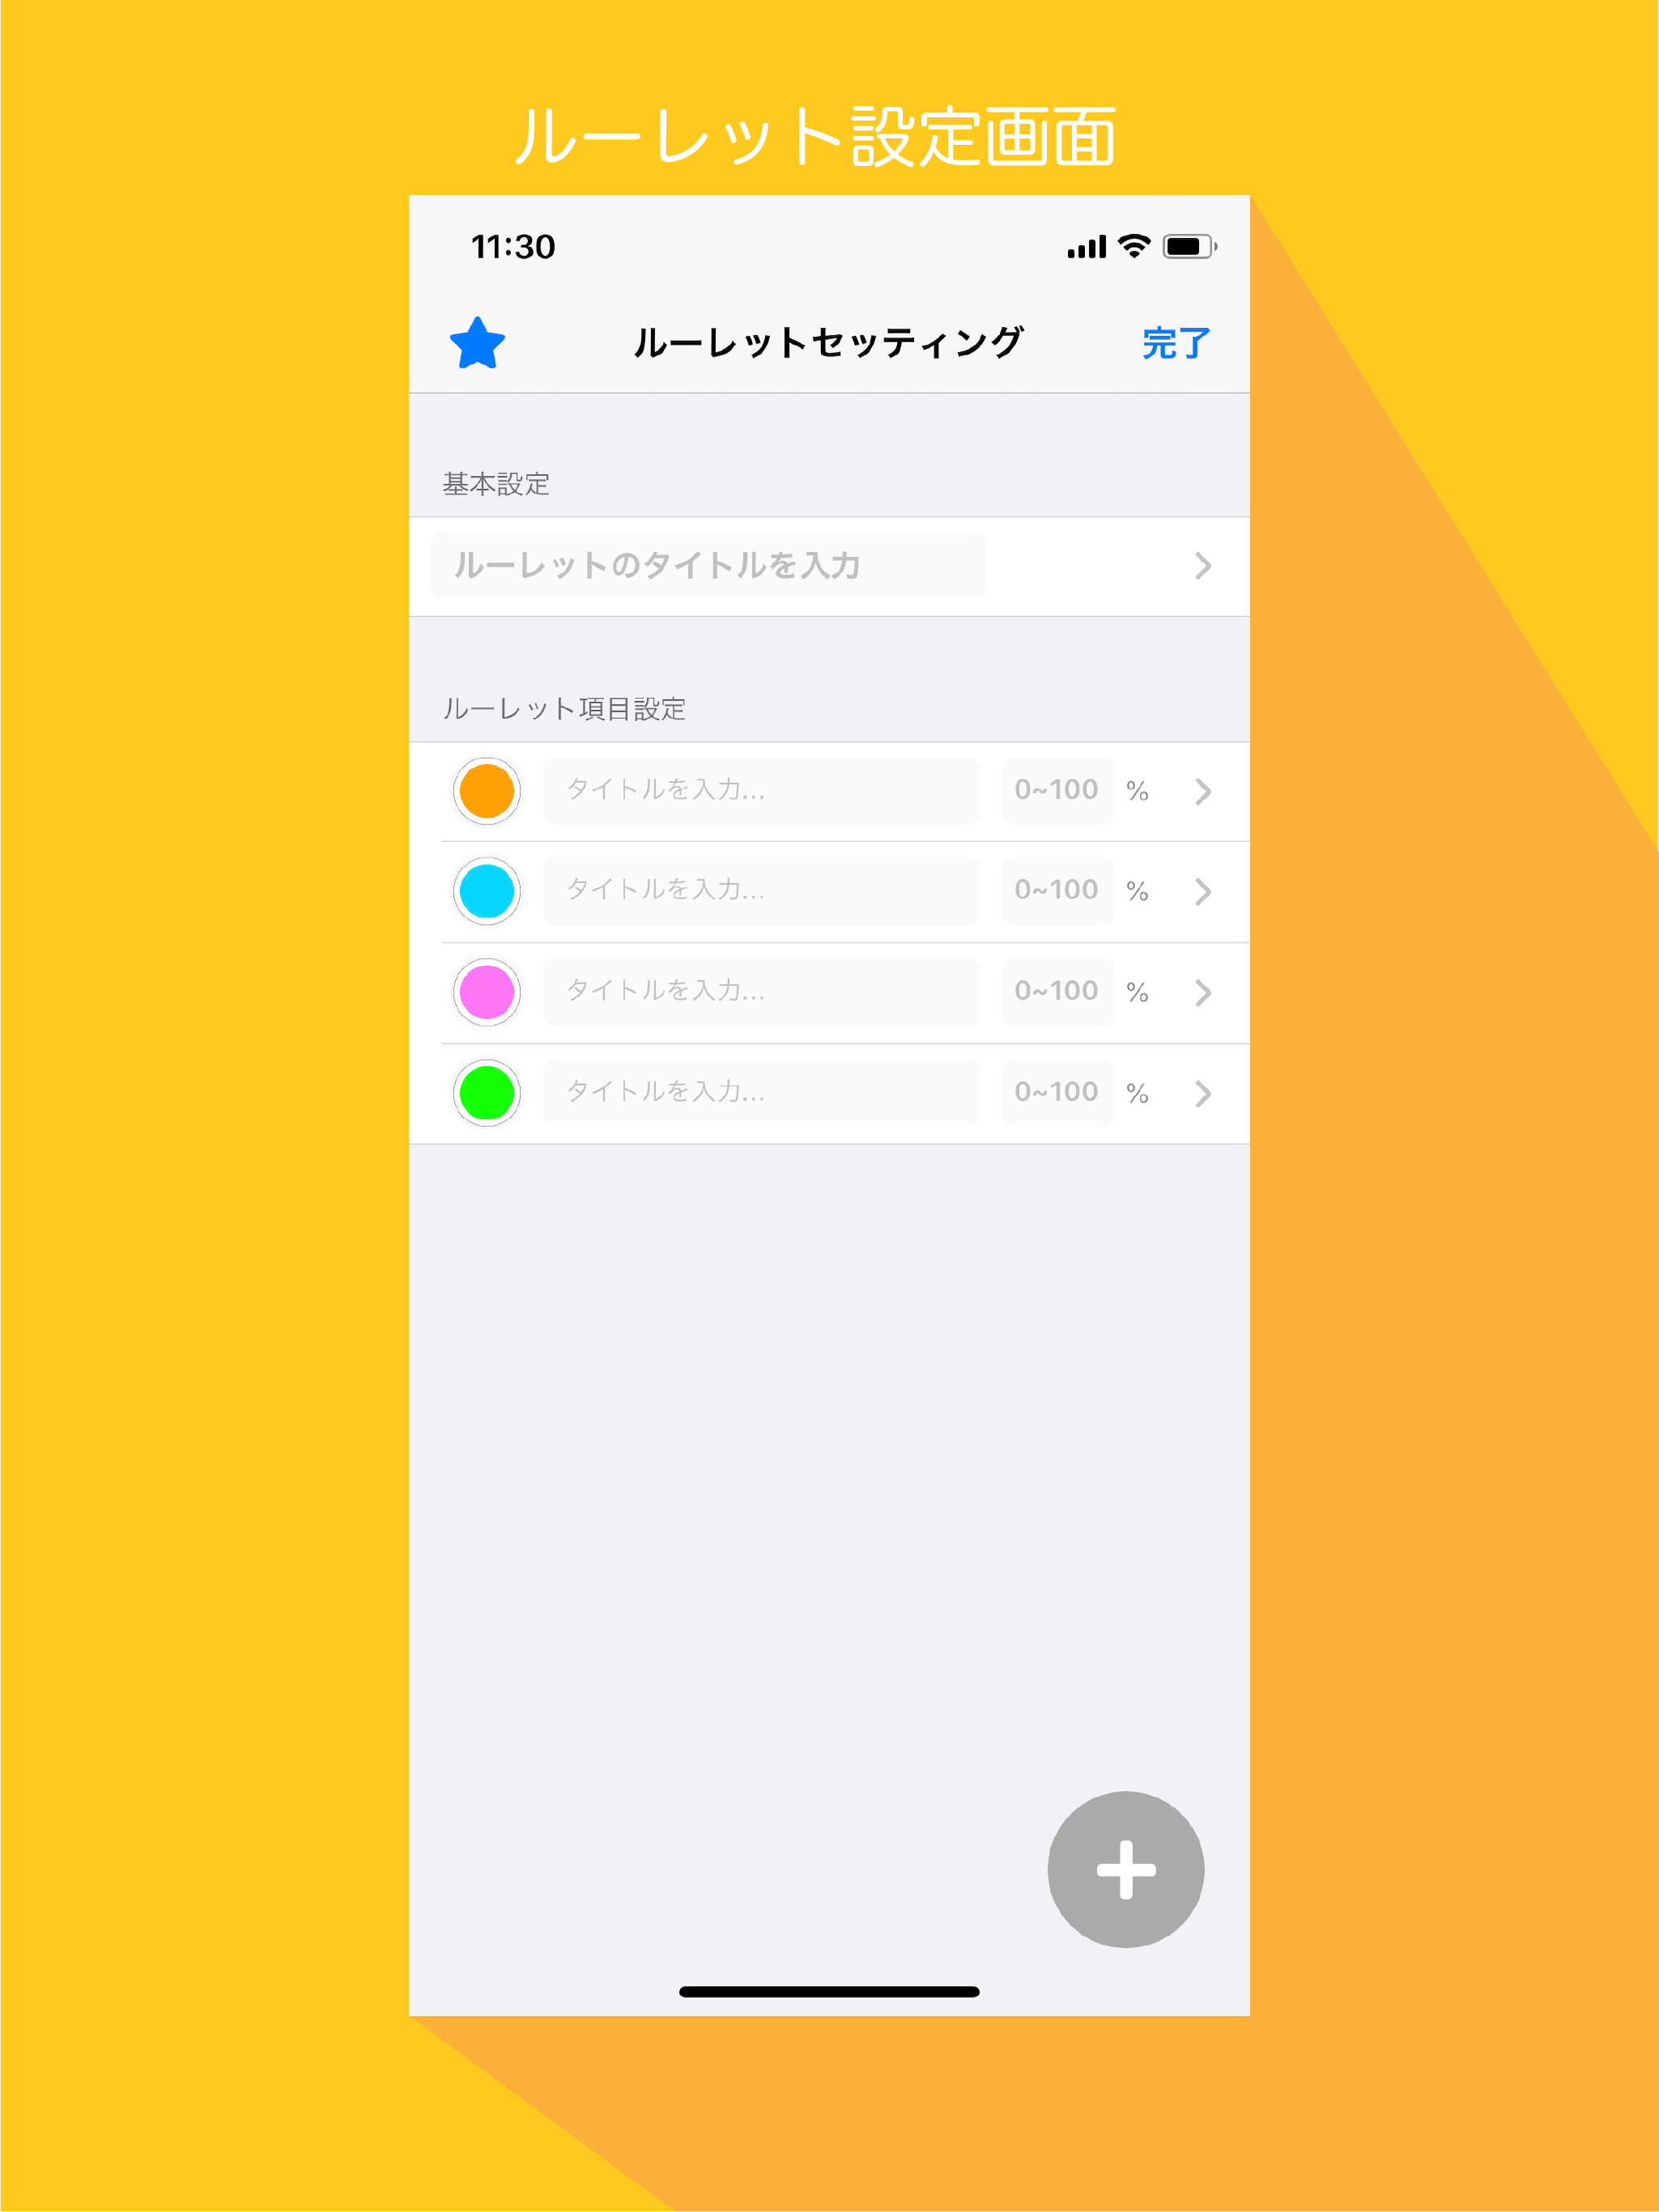 ルーレット設定画面
11:30
ルーレットセッティング 完了
基本設定
ルーレットのタイトルを入力
ルーレット項目設定
タイトルを入力... 0~100 %
タイトルを入力... 0~100 %
タイトルを入力... 0~100 %
タイトルを入力... 0~100 %